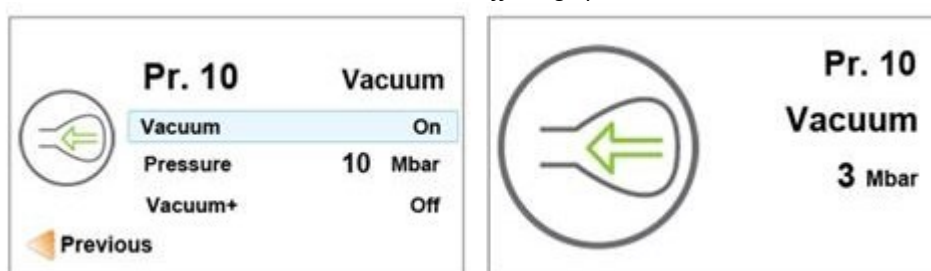 Pr. 10 Vacuum
Vacuum On
Pressure 10 Mbar
Vacuum+ Off
Previous
Pr. 10
Vacuum
3 Mbar